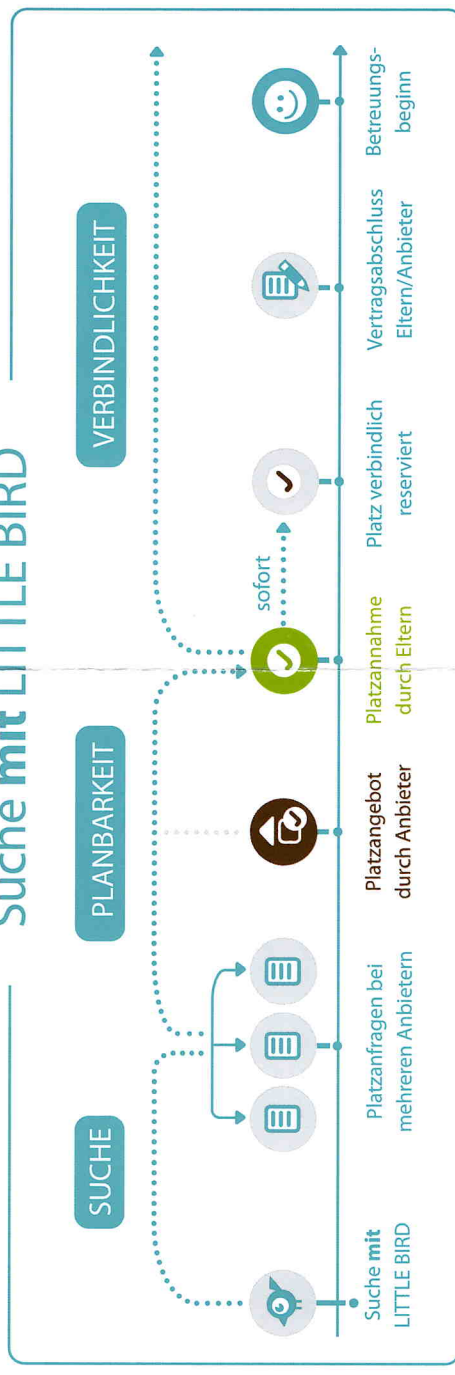 Suche mit LITTLE BIRD
SUCHE
PLANBARKEIT
VERBINDLICHKEIT
sofort
Suche mit
LITTLE BIRD
Platzanfragen bei
mehreren Anbietern
Platzangebot
durch Anbieter
Platzannahme
durch Eltern
Platz verbindlich
reserviert
Vertragsabschluss
Eltern/Anbieter
Betreuungs-
beginn